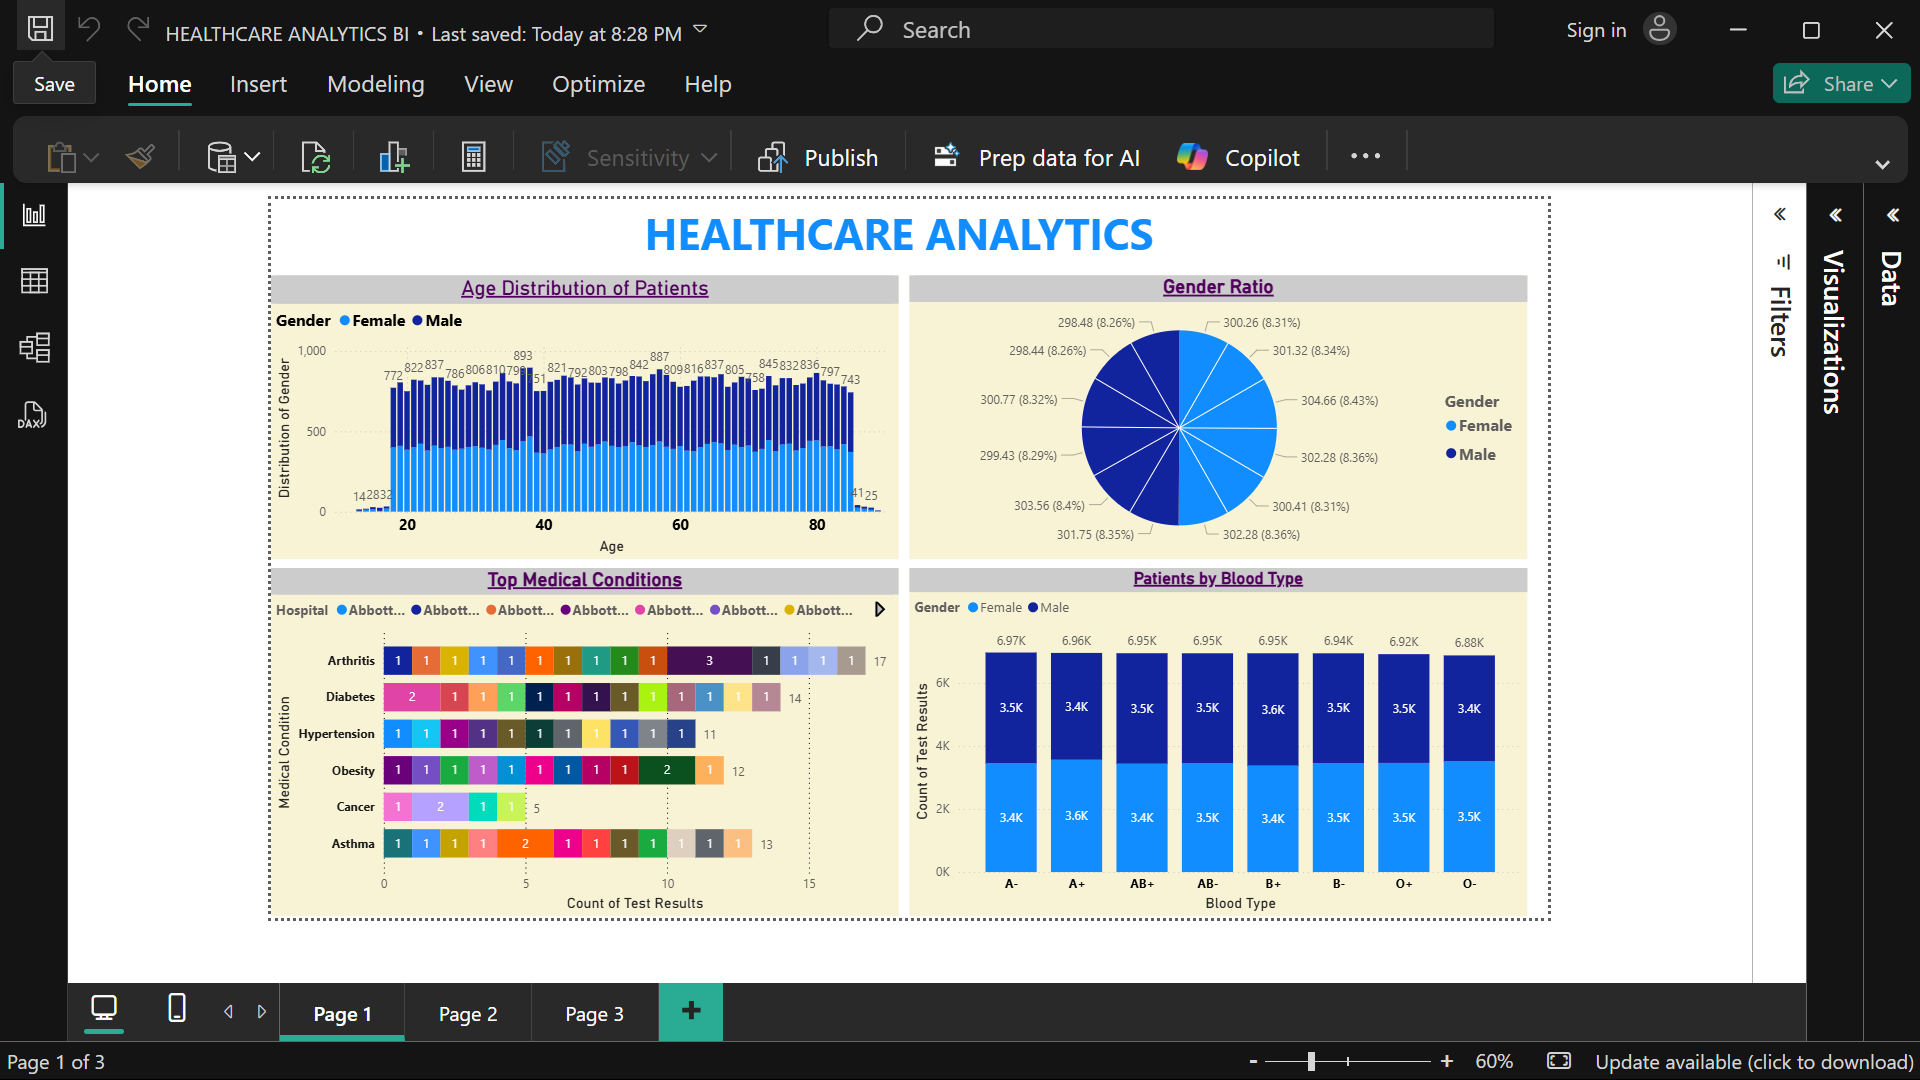 HEALTHCARE ANALYTICS BI • Last saved: Today at 8:28 PM
Search
Sign in
Save
Home Insert Modeling View Optimize Help
Share
Sensitivity
Publish
Prep data for AI
Copilot
HEALTHCARE ANALYTICS
Age Distribution of Patients
Gender Female Male
Distribution of Gender
1,000
500
0
14 28 32 772 822 837 786 806 810 893 751 821 792 803 798 842 887 809 816 837 805 758 845 832 836 797 743 41 25
20 40 60 80
Age
Gender Ratio
298.48 (8.26%) 300.26 (8.31%)
298.44 (8.26%) 301.32 (8.34%)
300.77 (8.32%) 304.66 (8.43%)
299.43 (8.29%) 302.28 (8.36%)
303.56 (8.4%) 300.41 (8.31%)
301.75 (8.35%) 302.28 (8.36%)
Gender
Female
Male
Top Medical Conditions
Hospital Abbott... Abbott... Abbott... Abbott... Abbott... Abbott... Abbott...
Medical Condition
Arthritis 1 1 1 1 1 1 1 1 1 1 3 1 1 1 1 17
Diabetes 2 1 1 1 1 1 1 1 1 1 1 1 1 14
Hypertension 1 1 1 1 1 1 1 1 1 1 1 11
Obesity 1 1 1 1 1 1 1 1 1 2 1 12
Cancer 1 2 1 1 5
Asthma 1 1 1 1 2 1 1 1 1 1 1 1 13
0 5 10 15
Count of Test Results
Patients by Blood Type
Gender Female Male
Count of Test Results
6K
4K
2K
0K
6.97K 6.96K 6.95K 6.95K 6.95K 6.94K 6.92K 6.88K
3.5K 3.4K 3.5K 3.5K 3.6K 3.5K 3.5K 3.4K
3.4K 3.6K 3.4K 3.5K 3.4K 3.5K 3.5K 3.5K
A- A+ AB+ AB- B+ B- O+ O-
Blood Type
Filters
Visualizations
Data
DAX
Page 1 Page 2 Page 3 +
Page 1 of 3
- + 60%
Update available (click to download)